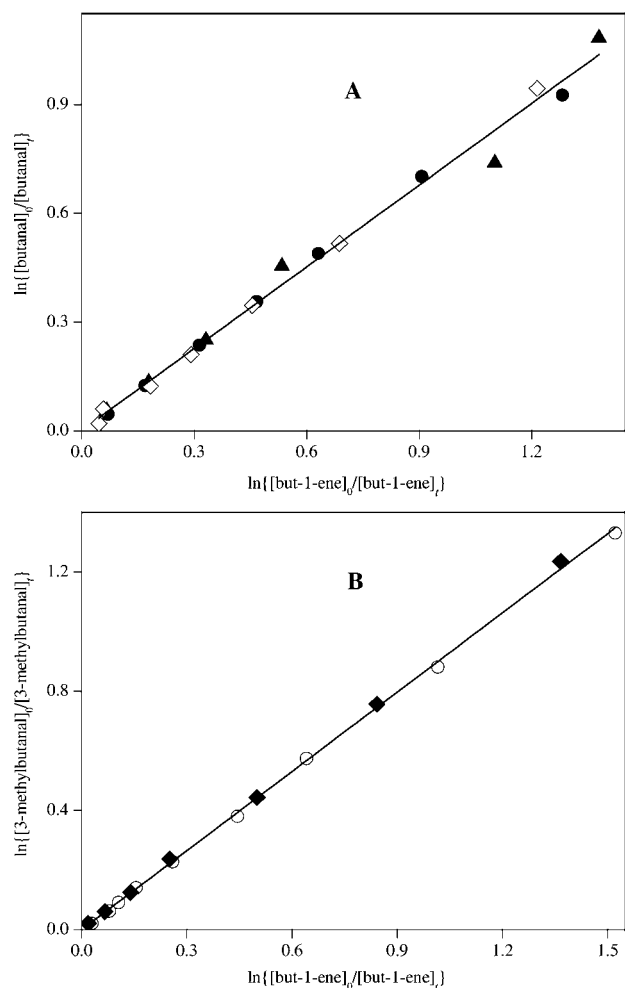 A
0.9
0.6
0.3
0.0
ln{[butanal]₀/[butanal]ₜ}
0.0 0.3 0.6 0.9 1.2
ln{[but-1-ene]₀/[but-1-ene]ₜ}
B
1.2
0.8
0.4
0.0
ln{[3-methylbutanal]₀/[3-methylbutanal]ₜ}
0.0 0.3 0.6 0.9 1.2 1.5
ln{[but-1-ene]₀/[but-1-ene]ₜ}